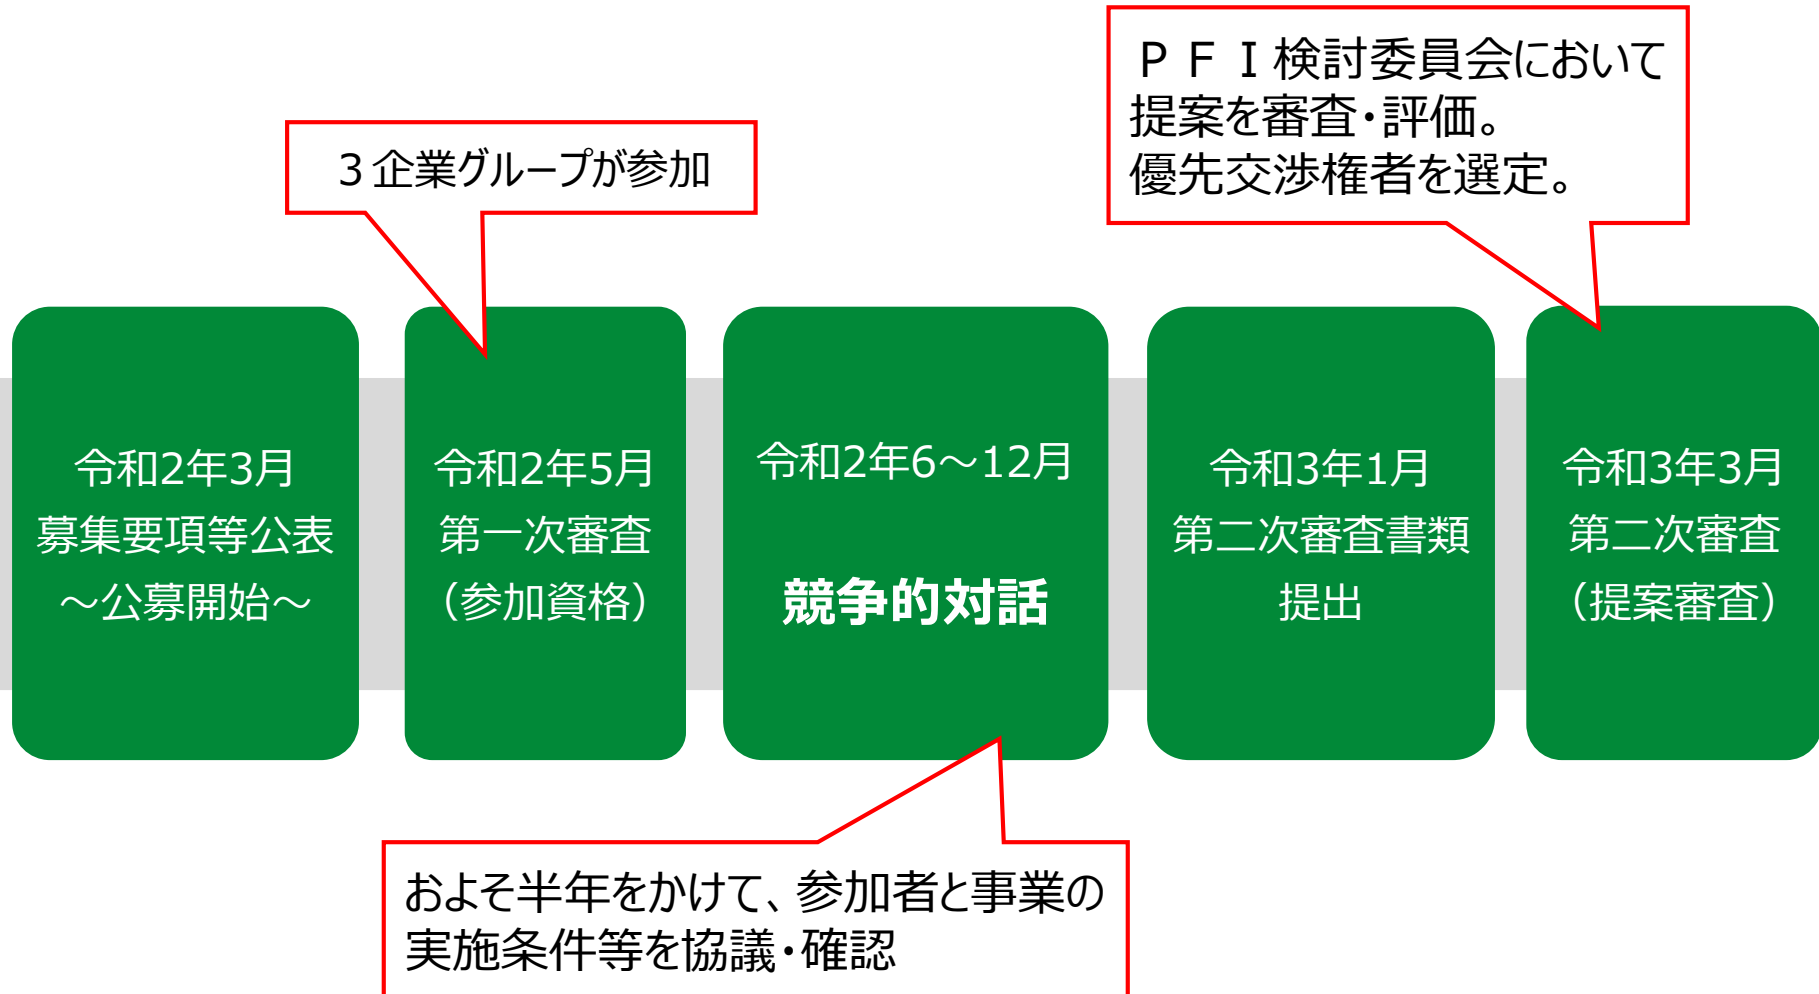 ＰＦＩ検討委員会において
提案を審査・評価。
優先交渉権者を選定。
３企業グループが参加
令和2年3月
募集要項等公表
～公募開始～
令和2年5月
第一次審査
（参加資格）
令和2年6～12月
競争的対話
令和3年1月
第二次審査書類
提出
令和3年3月
第二次審査
（提案審査）
およそ半年をかけて、参加者と事業の
実施条件等を協議・確認